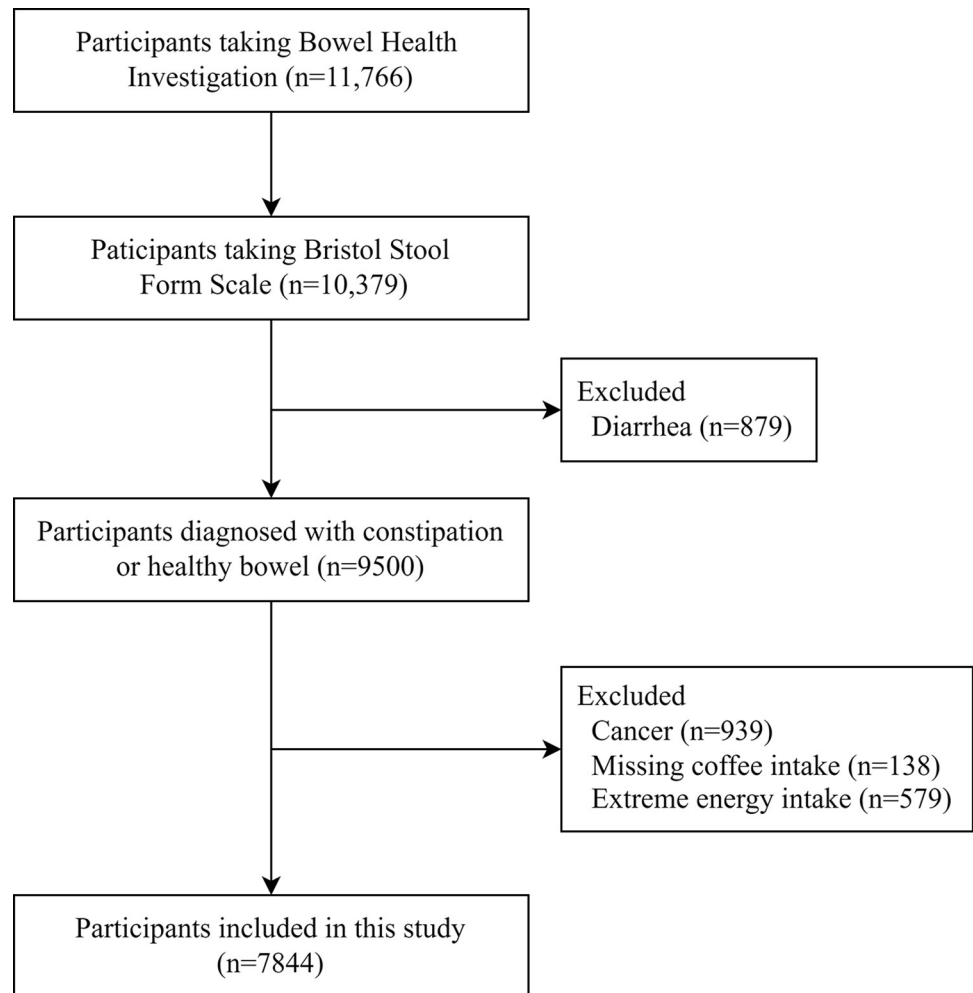 Participants taking Bowel Health
Investigation (n=11,766)
Paticipants taking Bristol Stool
Form Scale (n=10,379)
Excluded
Diarrhea (n=879)
Participants diagnosed with constipation
or healthy bowel (n=9500)
Excluded
Cancer (n=939)
Missing coffee intake (n=138)
Extreme energy intake (n=579)
Participants included in this study
(n=7844)